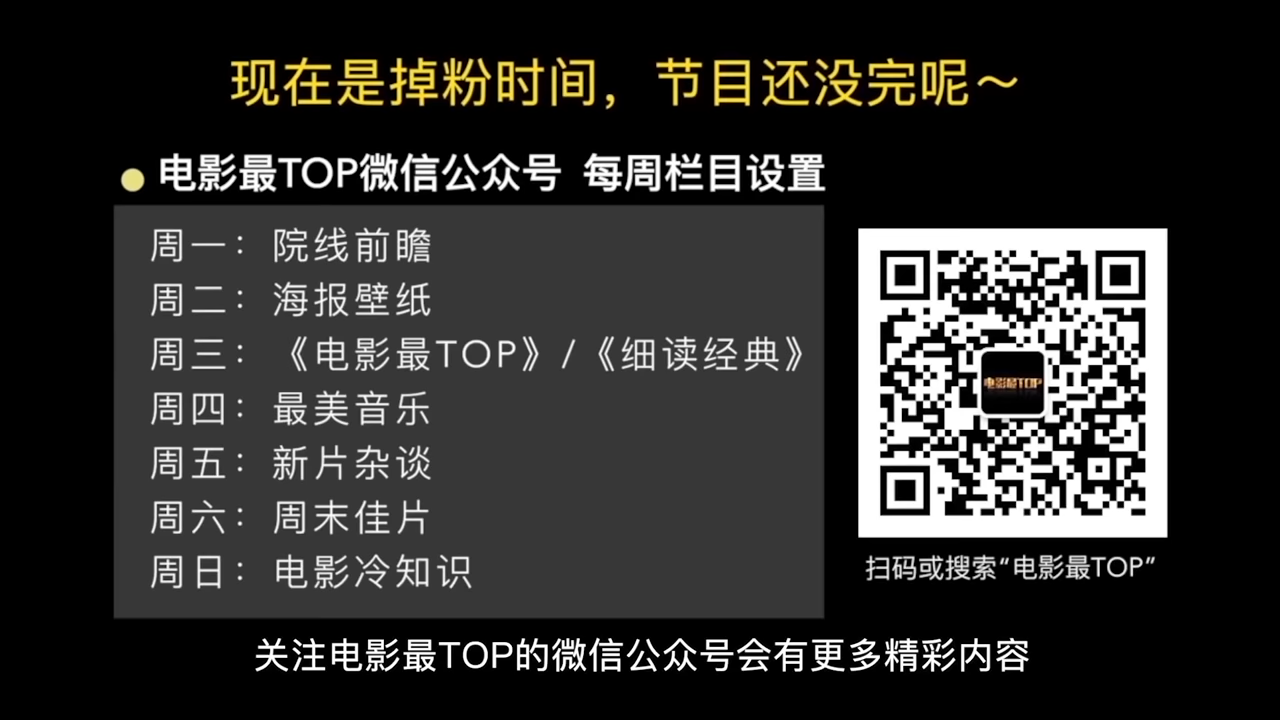 现在是掉粉时间，节目还没完呢～
电影最TOP微信公众号 每周栏目设置
周一：院线前瞻
周二：海报壁纸
周三：《电影最TOP》/《细读经典》
周四：最美音乐
周五：新片杂谈
周六：周末佳片
周日：电影冷知识
电影最TOP
扫码或搜索“电影最TOP”
关注电影最TOP的微信公众号会有更多精彩内容